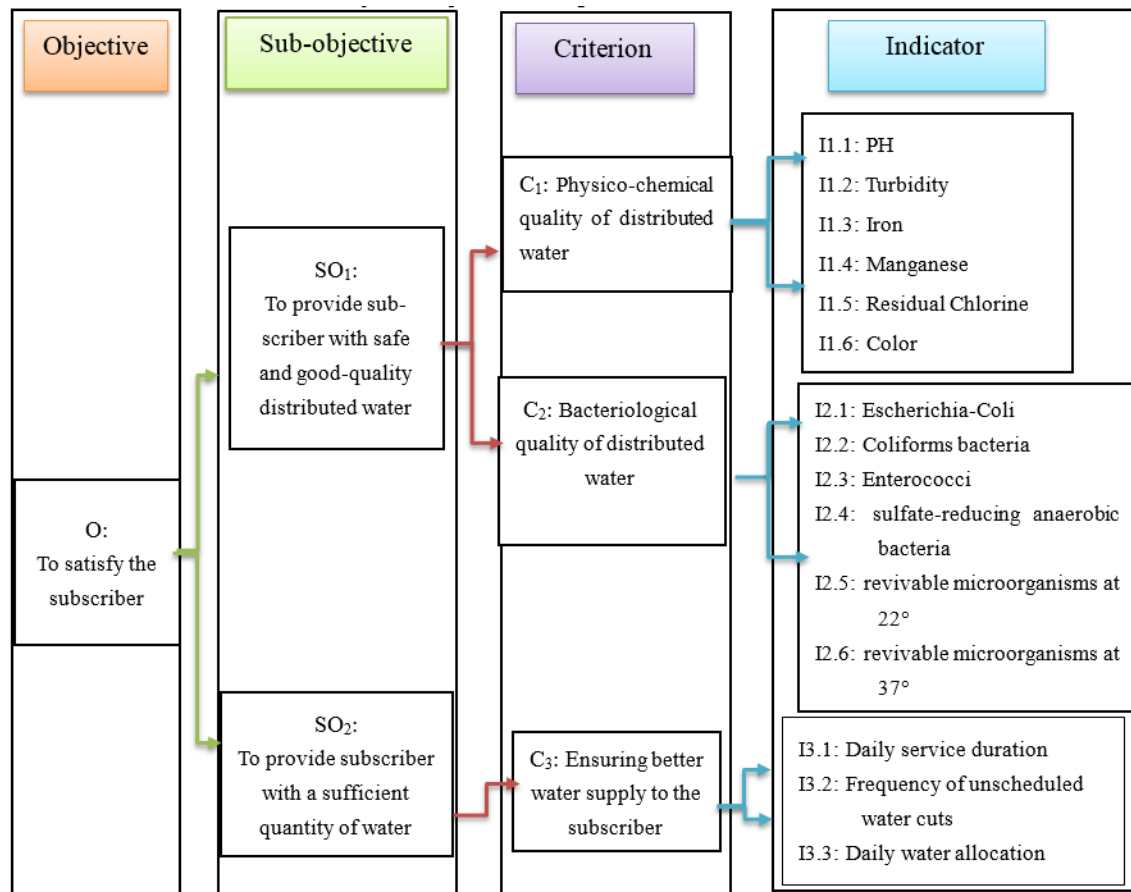 Objective
Sub-objective
Criterion
Indicator
O:
To satisfy the
subscriber
SO₁:
To provide sub-
scriber with safe
and good-quality
distributed water
SO₂:
To provide subscriber
with a sufficient
quantity of water
C₁: Physico-chemical
quality of distributed
water
C₂: Bacteriological
quality of distributed
water
C₃: Ensuring better
water supply to the
subscriber
I1.1: PH
I1.2: Turbidity
I1.3: Iron
I1.4: Manganese
I1.5: Residual Chlorine
I1.6: Color
I2.1: Escherichia-Coli
I2.2: Coliforms bacteria
I2.3: Enterococci
I2.4: sulfate-reducing anaerobic
bacteria
I2.5: revivable microorganisms at
22°
I2.6: revivable microorganisms at
37°
I3.1: Daily service duration
I3.2: Frequency of unscheduled
water cuts
I3.3: Daily water allocation